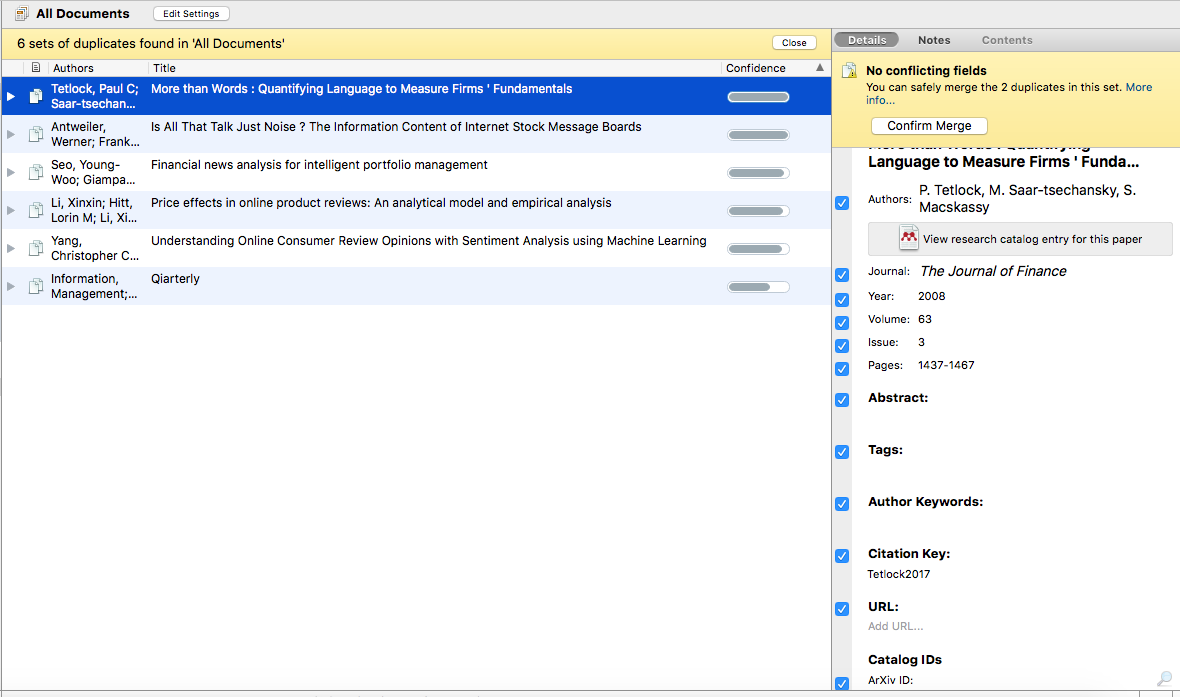 All Documents
Edit Settings
6 sets of duplicates found in 'All Documents'
Close
Authors
Title
Confidence
Tetlock, Paul C;
Saar-tsechan...
More than Words : Quantifying Language to Measure Firms ' Fundamentals
Antweiler,
Werner; Frank...
Is All That Talk Just Noise ? The Information Content of Internet Stock Message Boards
Seo, Young-
Woo; Giampa...
Financial news analysis for intelligent portfolio management
Li, Xinxin; Hitt,
Lorin M; Li, Xi...
Price effects in online product reviews: An analytical model and empirical analysis
Yang,
Christopher C...
Understanding Online Consumer Review Opinions with Sentiment Analysis using Machine Learning
Information,
Management;...
Qiarterly
Details
Notes
Contents
No conflicting fields
You can safely merge the 2 duplicates in this set. More
info...
Confirm Merge
More than Words : Quantifying
Language to Measure Firms ' Funda...
Authors: P. Tetlock, M. Saar-tsechansky, S.
Macskassy
View research catalog entry for this paper
Journal: The Journal of Finance
Year: 2008
Volume: 63
Issue: 3
Pages: 1437-1467
Abstract:
Tags:
Author Keywords:
Citation Key:
Tetlock2017
URL:
Add URL...
Catalog IDs
ArXiv ID: